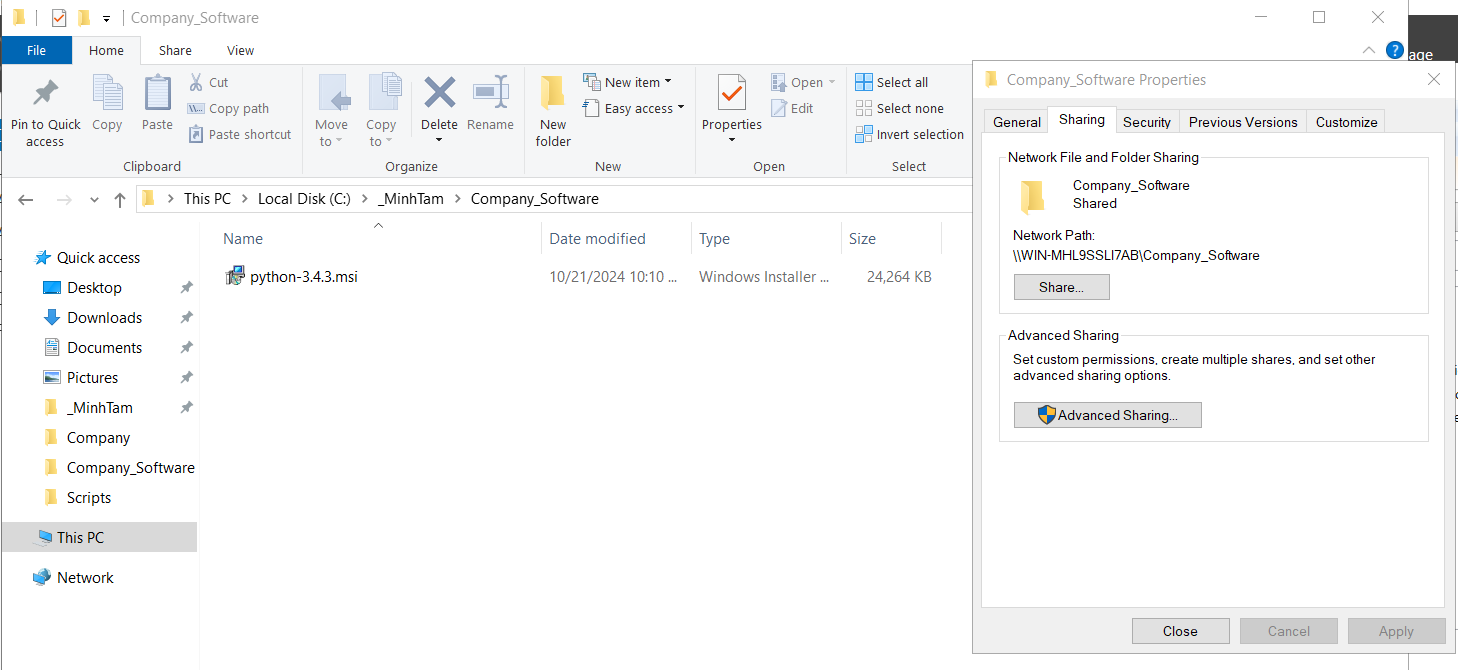 Company_Software
File Home Share View
age
Pin to Quick access
Copy
Paste
Cut
Copy path
Paste shortcut
Clipboard
Move to
Copy to
Delete
Rename
Organize
New folder
New item
Easy access
New
Properties
Open
Edit
Open
Select all
Select none
Invert selection
Select
This PC > Local Disk (C:) > _MinhTam > Company_Software
Name Date modified Type Size
python-3.4.3.msi 10/21/2024 10:10 ... Windows Installer ... 24,264 KB
Quick access
Desktop
Downloads
Documents
Pictures
_MinhTam
Company
Company_Software
Scripts
This PC
Network
Company_Software Properties
General Sharing Security Previous Versions Customize
Network File and Folder Sharing
Company_Software
Shared
Network Path:
\\WIN-MHL9SSLI7AB\Company_Software
Share...
Advanced Sharing
Set custom permissions, create multiple shares, and set other
advanced sharing options.
Advanced Sharing...
Close Cancel Apply